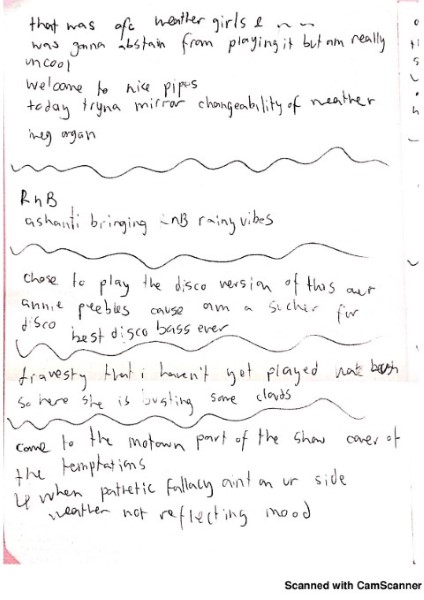 that was ofc weather girls & ~ ~
was gonna abstain from playing it but am really
uncool
welcome to nice pipes
today tryna mirror changeability of weather
meg organ
RnB
ashanti bringing rnB rainy vibes
chose to play the disco version of this over
annie peebles cause am a sucker for
disco
best disco bass ever
travesty that i haven't yet played kate bush
so here she is busting some clouds
come to the motown part of the show cover of
the temptations
↳ when pathetic fallacy aint on ur side
weather not reflecting mood
Scanned with CamScanner